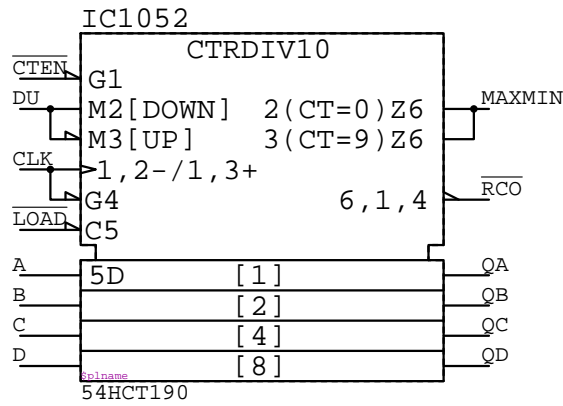 IC1052
CTRDIV10
CTEN G1
DU M2[DOWN] 2(CT=0)Z6 MAXMIN
M3[UP] 3(CT=9)Z6
CLK 1,2-/1,3+
G4 6,1,4 RCO
LOAD C5
A 5D [1] QA
B [2] QB
C [4] QC
D [8] QD
Splname
54HCT190